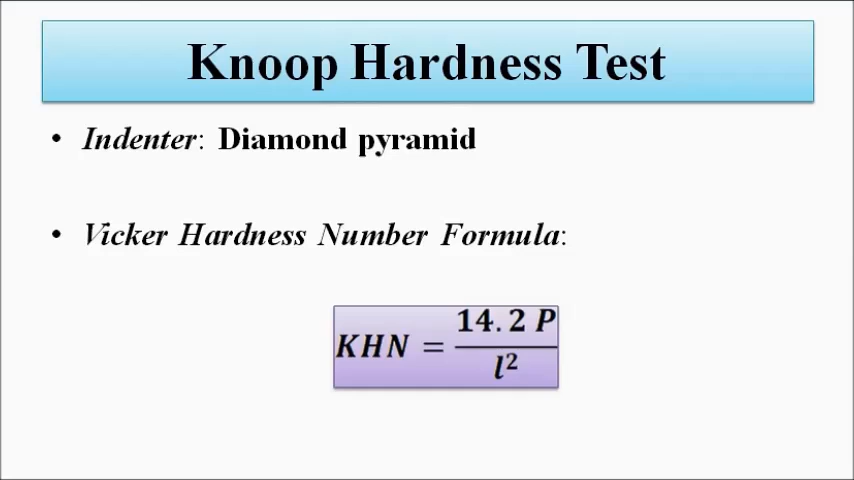 Knoop Hardness Test
• Indenter: Diamond pyramid
• Vicker Hardness Number Formula:
KHN = 14.2 P / l²